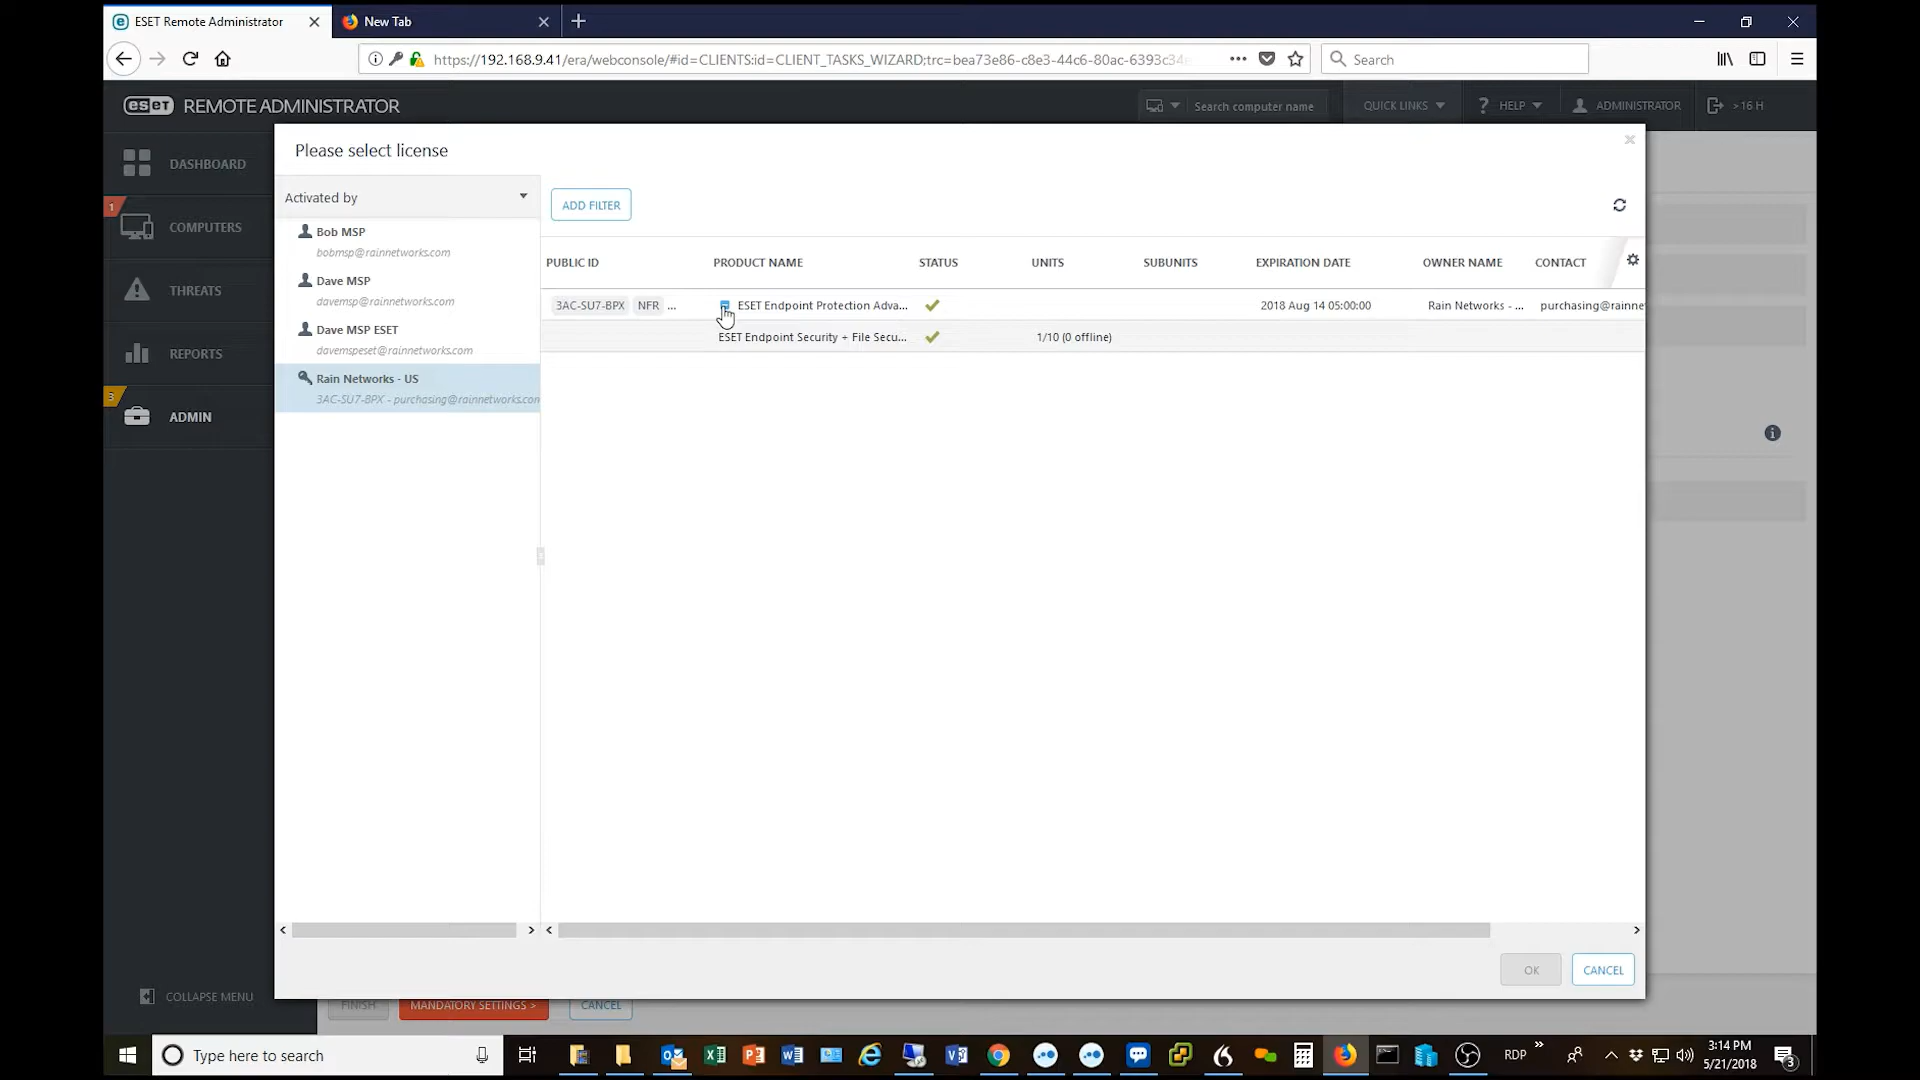 ESET Remote Administrator
New Tab
https://192.168.9.41/era/webconsole/#id=CLIENTS:id=CLIENT_TASKS_WIZARD;trc=bea73e86-c8e3-44c6-80ac-6393c34
Search
eset REMOTE ADMINISTRATOR
Search computer name
QUICK LINKS
? HELP
ADMINISTRATOR
> 16 H
Please select license
DASHBOARD
1
COMPUTERS
THREATS
REPORTS
3
ADMIN
COLLAPSE MENU
Activated by
Bob MSP
bobmsp@rainnetworks.com
Dave MSP
davemsp@rainnetworks.com
Dave MSP ESET
davemspeset@rainnetworks.com
Rain Networks - US
3AC-SU7-BPX - purchasing@rainnetworks.com
ADD FILTER
PUBLIC ID PRODUCT NAME STATUS UNITS SUBUNITS EXPIRATION DATE OWNER NAME CONTACT
3AC-SU7-BPX NFR ... ESET Endpoint Protection Adva... 2018 Aug 14 05:00:00 Rain Networks - ... purchasing@rainne
ESET Endpoint Security + File Secu... 1/10 (0 offline)
OK
CANCEL
FINISH
MANDATORY SETTINGS >
CANCEL
Type here to search
RDP
3:14 PM
5/21/2018
3